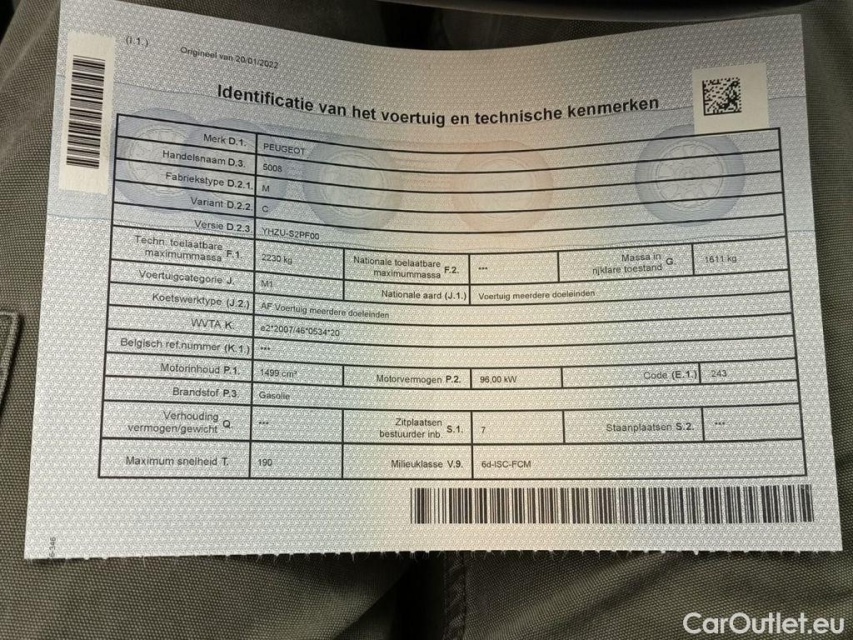 (I.1.)
Origineel van 20/01/2022
Identificatie van het voertuig en technische kenmerken
Merk D.1. PEUGEOT
Handelsnaam D.3. 5008
Fabriekstype D.2.1. M
Variant D.2.2. C
Versie D.2.3. YHZU-S2PF00
Techn. toelaatbare maximummassa F.1. 2230 kg Nationale toelaatbare maximummassa F.2. --- Massa in rijklare toestand G. 1611 kg
Voertuigcategorie J. M1 Nationale aard (J.1.) Voertuig meerdere doeleinden
Koetswerktype (J.2.) AF Voertuig meerdere doeleinden
WVTA K. e2*2007/46*0534*20
Belgisch ref.nummer (K.1.) ---
Motorinhoud P.1. 1499 cm³ Motorvermogen P.2. 96,00 kW Code (E.1.) 243
Brandstof P.3. Gasolie
Verhouding vermogen/gewicht Q. --- Zitplaatsen bestuurder inb. S.1. 7 Staanplaatsen S.2. ---
Maximum snelheid T. 190 Milieuklasse V.9. 6d-ISC-FCM
CarOutlet.eu